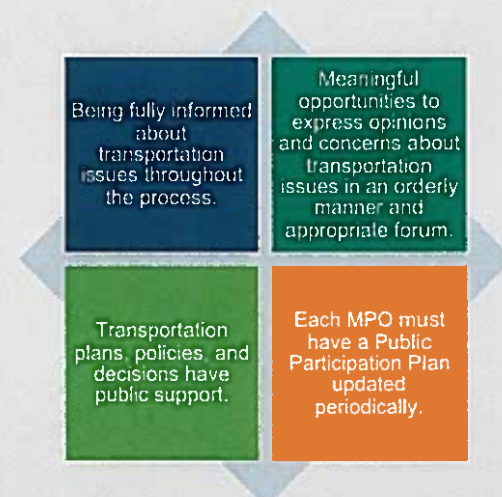 Being fully informed
about
transportation
issues throughout
the process.
Meaningful
opportunities to
express opinions
and concerns about
transportation
issues in an orderly
manner and
appropriate forum.
Transportation
plans, policies, and
decisions have
public support.
Each MPO must
have a Public
Participation Plan
updated
periodically.